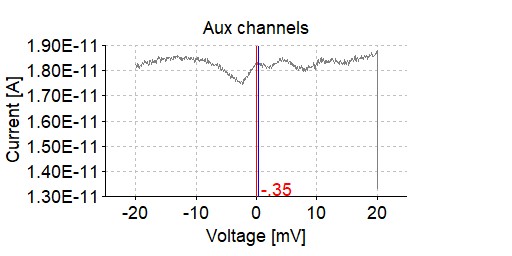 Aux channels
1.90E-11
1.80E-11
1.70E-11
1.60E-11
1.50E-11
1.40E-11
1.30E-11
Current [A]
-.35
-20 -10 0 10 20
Voltage [mV]